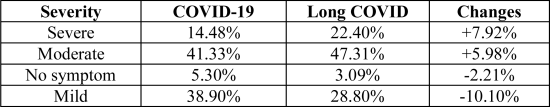 Severity COVID-19 Long COVID Changes
Severe 14.48% 22.40% +7.92%
Moderate 41.33% 47.31% +5.98%
No symptom 5.30% 3.09% -2.21%
Mild 38.90% 28.80% -10.10%